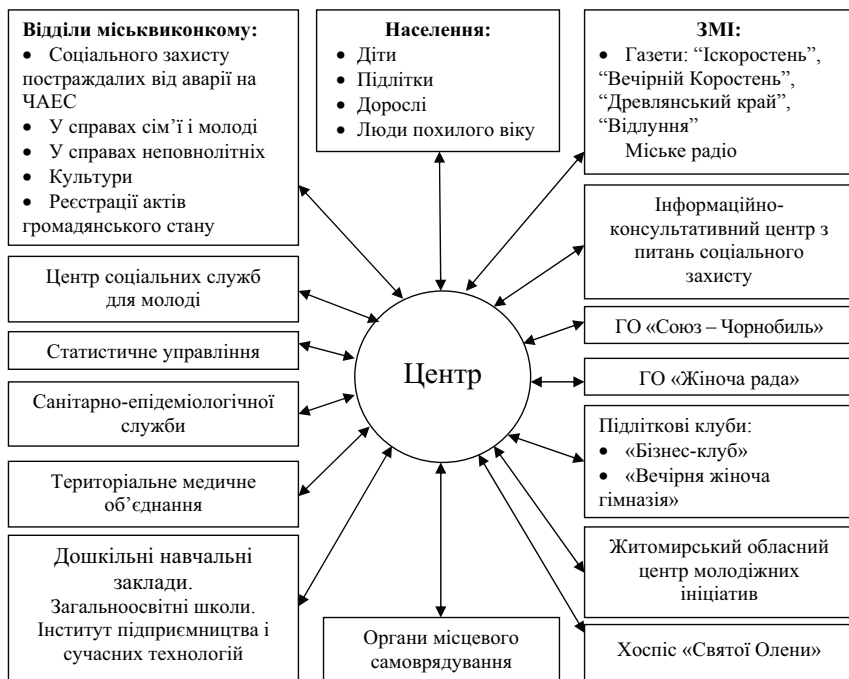 Відділи міськвиконкому:
• Соціального захисту
постраждалих від аварії на
ЧАЕС
• У справах сім’ї і молоді
• У справах неповнолітніх
• Культури
• Реєстрації актів
громадянського стану
Населення:
• Діти
• Підлітки
• Дорослі
• Люди похилого віку
ЗМІ:
• Газети: “Іскоростень”,
“Вечірній Коростень”,
“Древлянський край”,
“Відлуння”
Міське радіо
Центр соціальних служб
для молоді
Статистичне управління
Санітарно-епідеміологічної
служби
Територіальне медичне
об’єднання
Дошкільні навчальні
заклади.
Загальноосвітні школи.
Інститут підприємництва і
сучасних технологій
Центр
Органи місцевого
самоврядування
Інформаційно-
консультативний центр з
питань соціального
захисту
ГО «Союз – Чорнобиль»
ГО «Жіноча рада»
Підліткові клуби:
• «Бізнес-клуб»
• «Вечірня жіноча
гімназія»
Житомирський обласний
центр молодіжних
ініціатив
Хоспіс «Святої Олени»